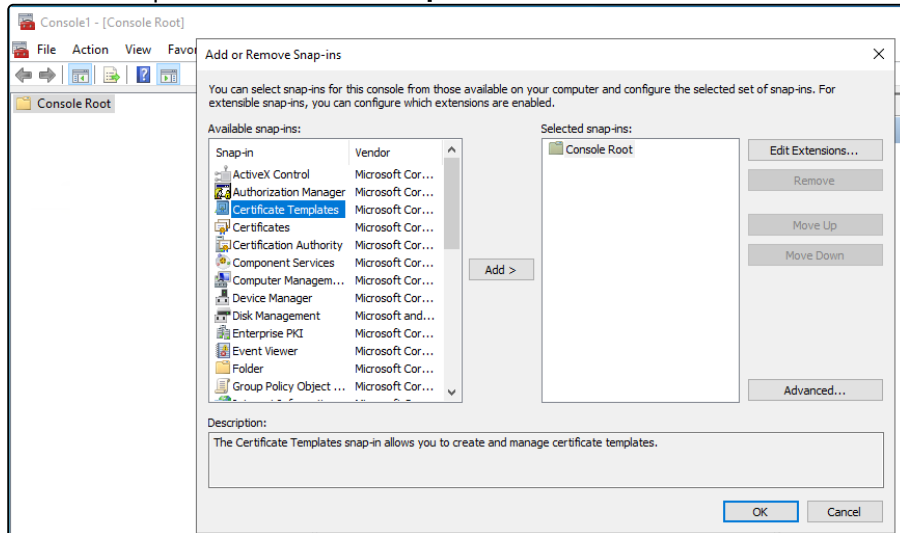 Console1 - [Console Root]
File Action View Favor
Add or Remove Snap-ins
You can select snap-ins for this console from those available on your computer and configure the selected set of snap-ins. For
extensible snap-ins, you can configure which extensions are enabled.
Console Root
Available snap-ins:
Selected snap-ins:
Snap-in Vendor
Console Root
Edit Extensions...
ActiveX Control Microsoft Cor...
Remove
Authorization Manager Microsoft Cor...
Certificate Templates Microsoft Cor...
Certificates Microsoft Cor...
Move Up
Certification Authority Microsoft Cor...
Move Down
Component Services Microsoft Cor...
Add >
Computer Managem... Microsoft Cor...
Device Manager Microsoft Cor...
Disk Management Microsoft and...
Enterprise PKI Microsoft Cor...
Event Viewer Microsoft Cor...
Folder Microsoft Cor...
Group Policy Object ... Microsoft Cor...
Advanced...
Description:
The Certificate Templates snap-in allows you to create and manage certificate templates.
OK Cancel